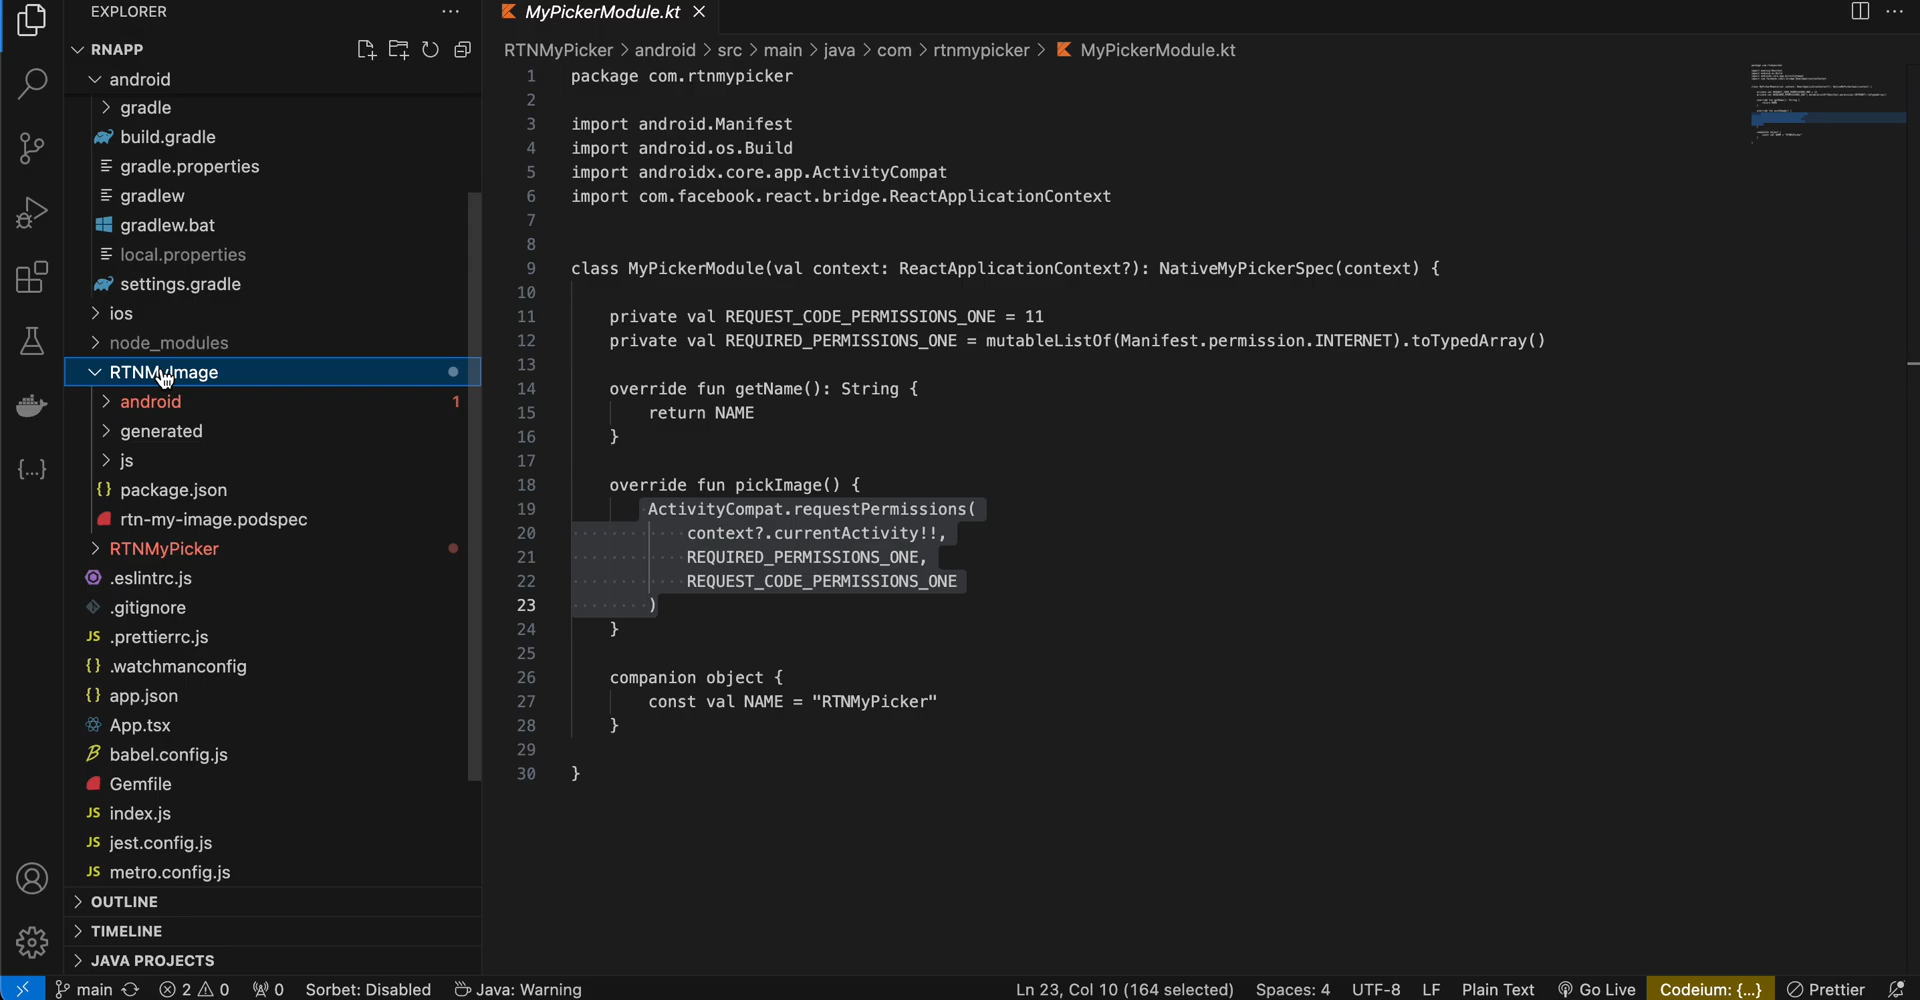 EXPLORER
RNAPP
android
gradle
build.gradle
gradle.properties
gradlew
gradlew.bat
local.properties
settings.gradle
ios
node_modules
RTNMyImage
android 1
generated
js
{} package.json
rtn-my-image.podspec
RTNMyPicker
.eslintrc.js
.gitignore
JS .prettierrc.js
{} .watchmanconfig
{} app.json
App.tsx
babel.config.js
Gemfile
JS index.js
JS jest.config.js
JS metro.config.js
OUTLINE
TIMELINE
JAVA PROJECTS
MyPickerModule.kt
RTNMyPicker > android > src > main > java > com > rtnmypicker > MyPickerModule.kt
1 package com.rtnmypicker
2
3 import android.Manifest
4 import android.os.Build
5 import androidx.core.app.ActivityCompat
6 import com.facebook.react.bridge.ReactApplicationContext
7
8
9 class MyPickerModule(val context: ReactApplicationContext?): NativeMyPickerSpec(context) {
10
11 private val REQUEST_CODE_PERMISSIONS_ONE = 11
12 private val REQUIRED_PERMISSIONS_ONE = mutableListOf(Manifest.permission.INTERNET).toTypedArray()
13
14 override fun getName(): String {
15 return NAME
16 }
17
18 override fun pickImage() {
19 ActivityCompat.requestPermissions(
20 context?.currentActivity!!,
21 REQUIRED_PERMISSIONS_ONE,
22 REQUEST_CODE_PERMISSIONS_ONE
23 )
24 }
25
26 companion object {
27 const val NAME = "RTNMyPicker"
28 }
29
30 }
main 2 0 0 Sorbet: Disabled Java: Warning Ln 23, Col 10 (164 selected) Spaces: 4 UTF-8 LF Plain Text Go Live Codeium: {...} Prettier